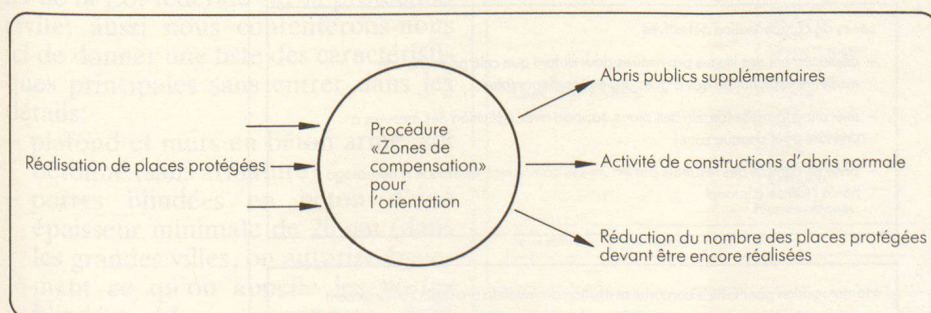 Réalisation de places protégées
Procédure
«Zones de
compensation»
pour
l'orientation
Abris publics supplémentaires
Activité de constructions d'abris normale
Réduction du nombre des places protégées
devant être encore réalisées